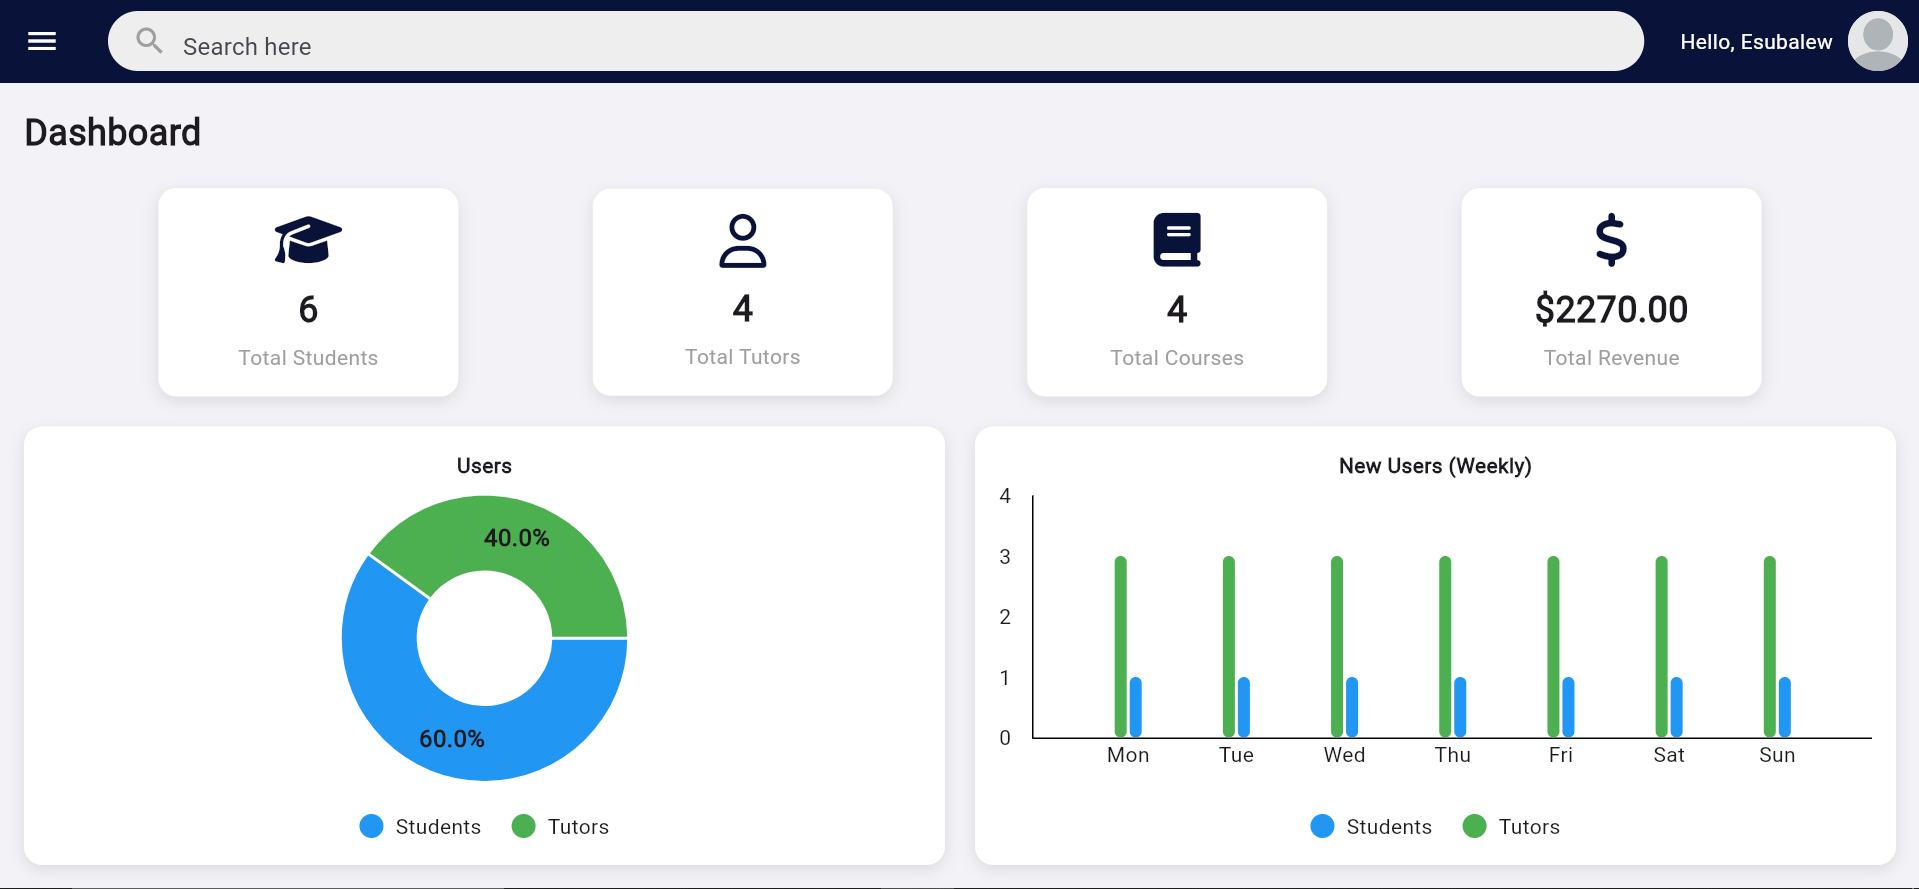 Search here
Hello, Esubalew
Dashboard
6
Total Students
4
Total Tutors
4
Total Courses
$2270.00
Total Revenue
Users
40.0%
60.0%
Students
Tutors
New Users (Weekly)
4
3
2
1
0
Mon Tue Wed Thu Fri Sat Sun
Students
Tutors